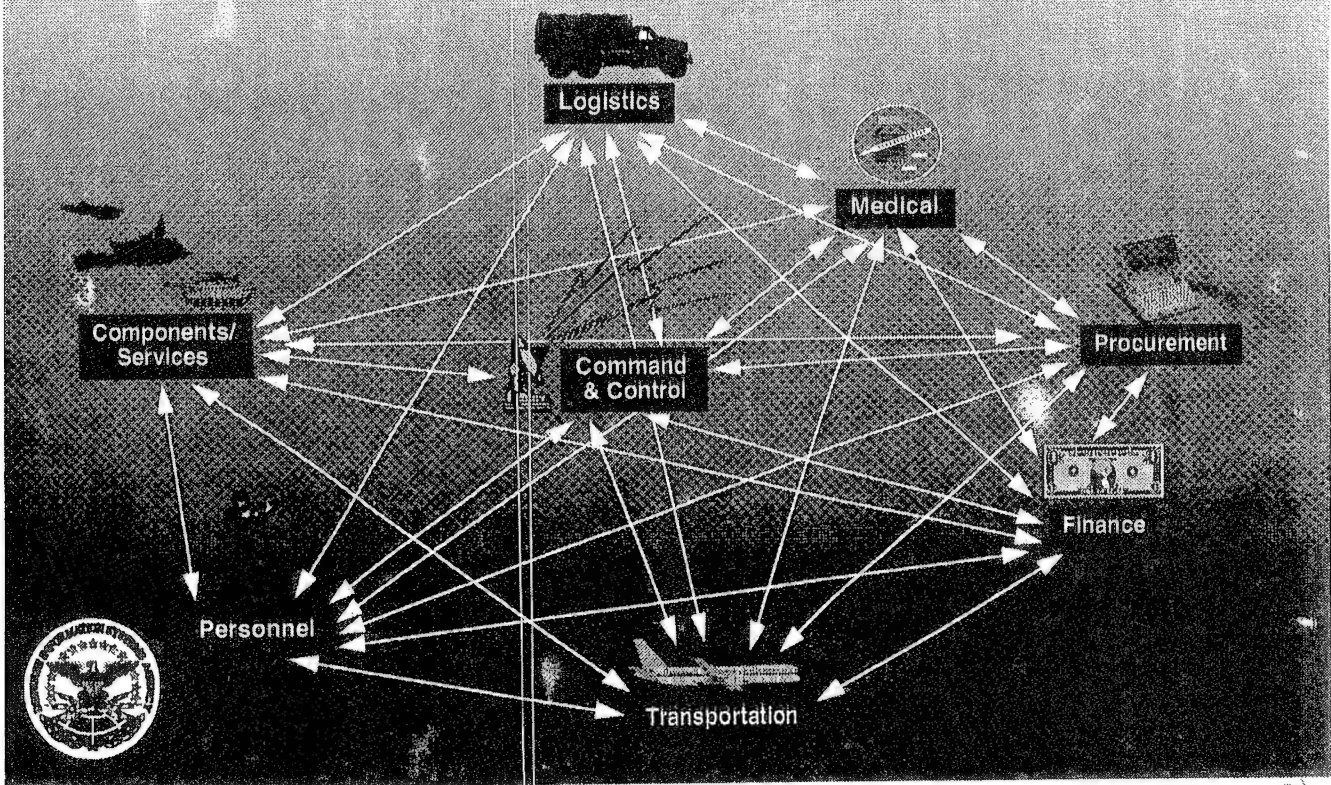 Logistics
Medical
Components/
Services
Procurement
Command
& Control
Finance
Personnel
Transportation